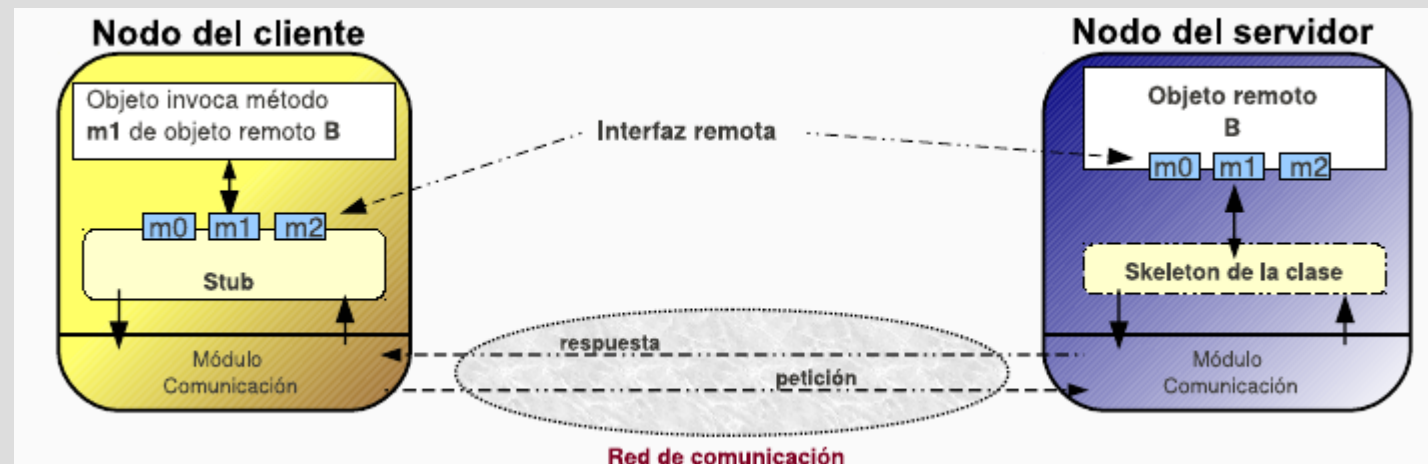 Nodo del cliente
Objeto invoca método
m1 de objeto remoto B
m0 m1 m2
Stub
Módulo
Comunicación
Interfaz remota
respuesta
petición
Red de comunicación
Nodo del servidor
Objeto remoto
B
m0 m1 m2
Skeleton de la clase
Módulo
Comunicación